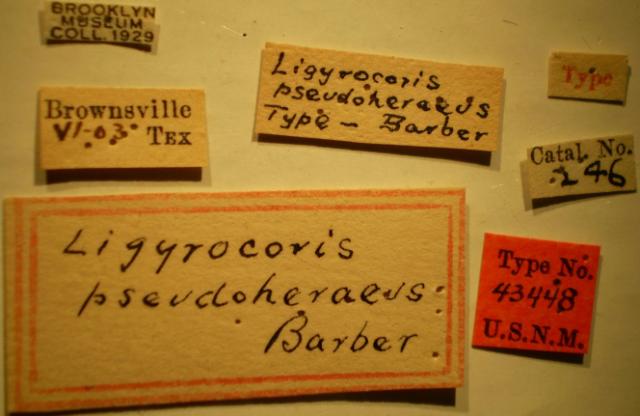 BROOKLYN
MUSEUM
COLL. 1929
Ligyrocoris
pseudoheraeus
Type - Barber
Type
Brownsville
VI-03 TEX
Catal. No.
246
Ligyrocoris
pseudoheraeus
Barber
Type No.
43448
U.S.N.M.